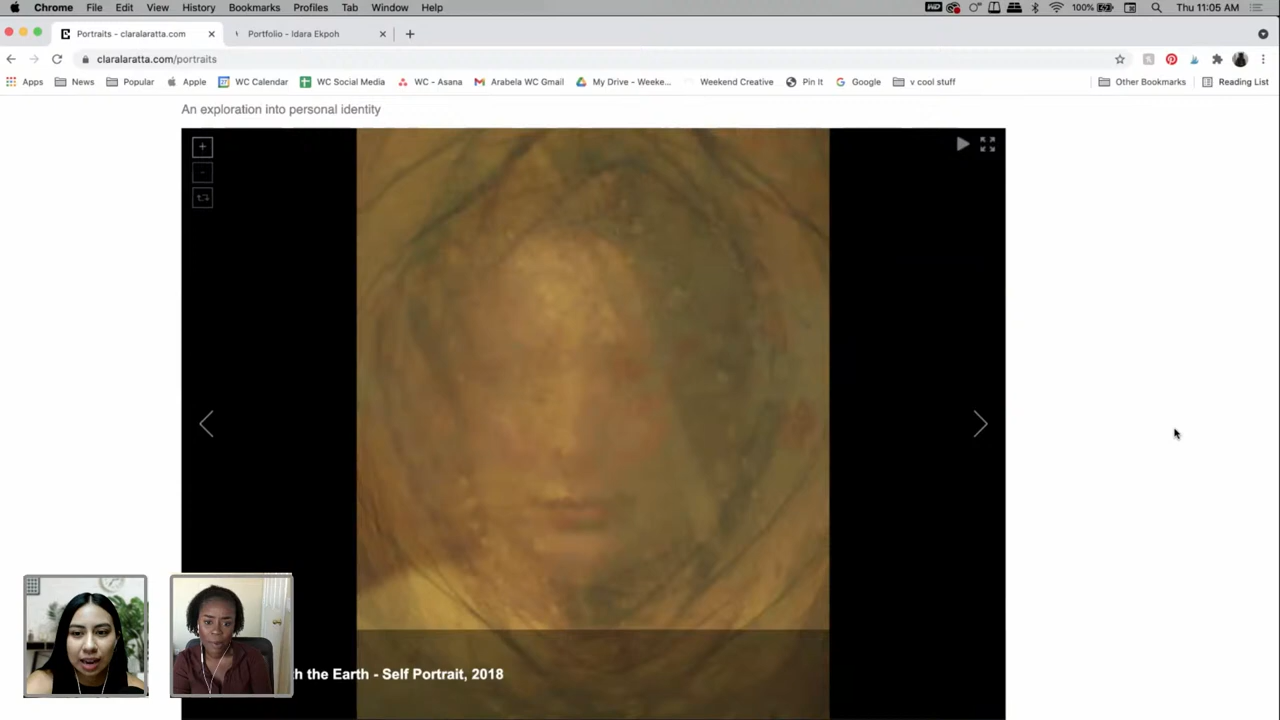 Chrome File Edit View History Bookmarks Profiles Tab Window Help 100% Thu 11:05 AM
Portraits - claralaratta.com Portfolio - Idara Ekpoh
claralaratta.com/portraits
Apps News Popular Apple WC Calendar WC Social Media WC - Asana Arabela WC Gmail My Drive - Weeke... Weekend Creative Pin It Google v cool stuff Other Bookmarks Reading List
An exploration into personal identity
h the Earth - Self Portrait, 2018